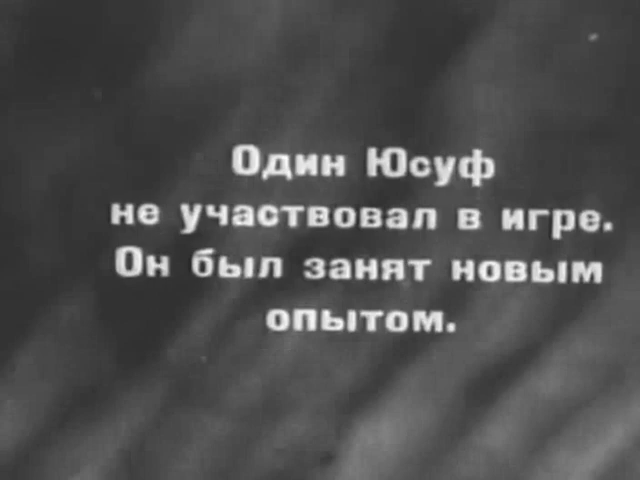 Один Юсуф
не участвовал в игре.
Он был занят новым
опытом.